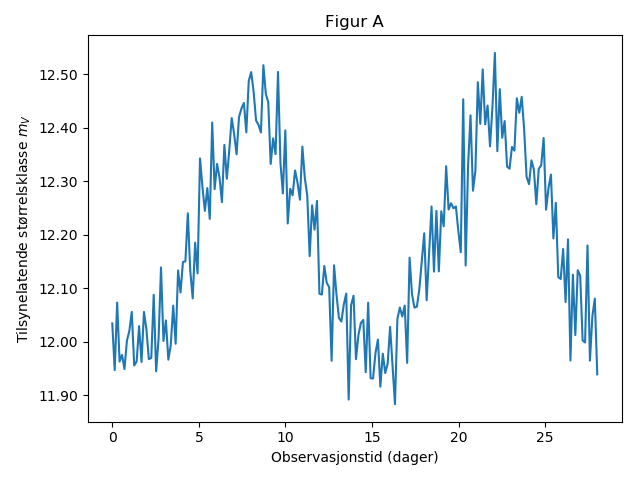 Figur A
Tilsynelatende størrelsklasse $m_V$
12.50
12.40
12.30
12.20
12.10
12.00
11.90
0 5 10 15 20 25
Observasjonstid (dager)